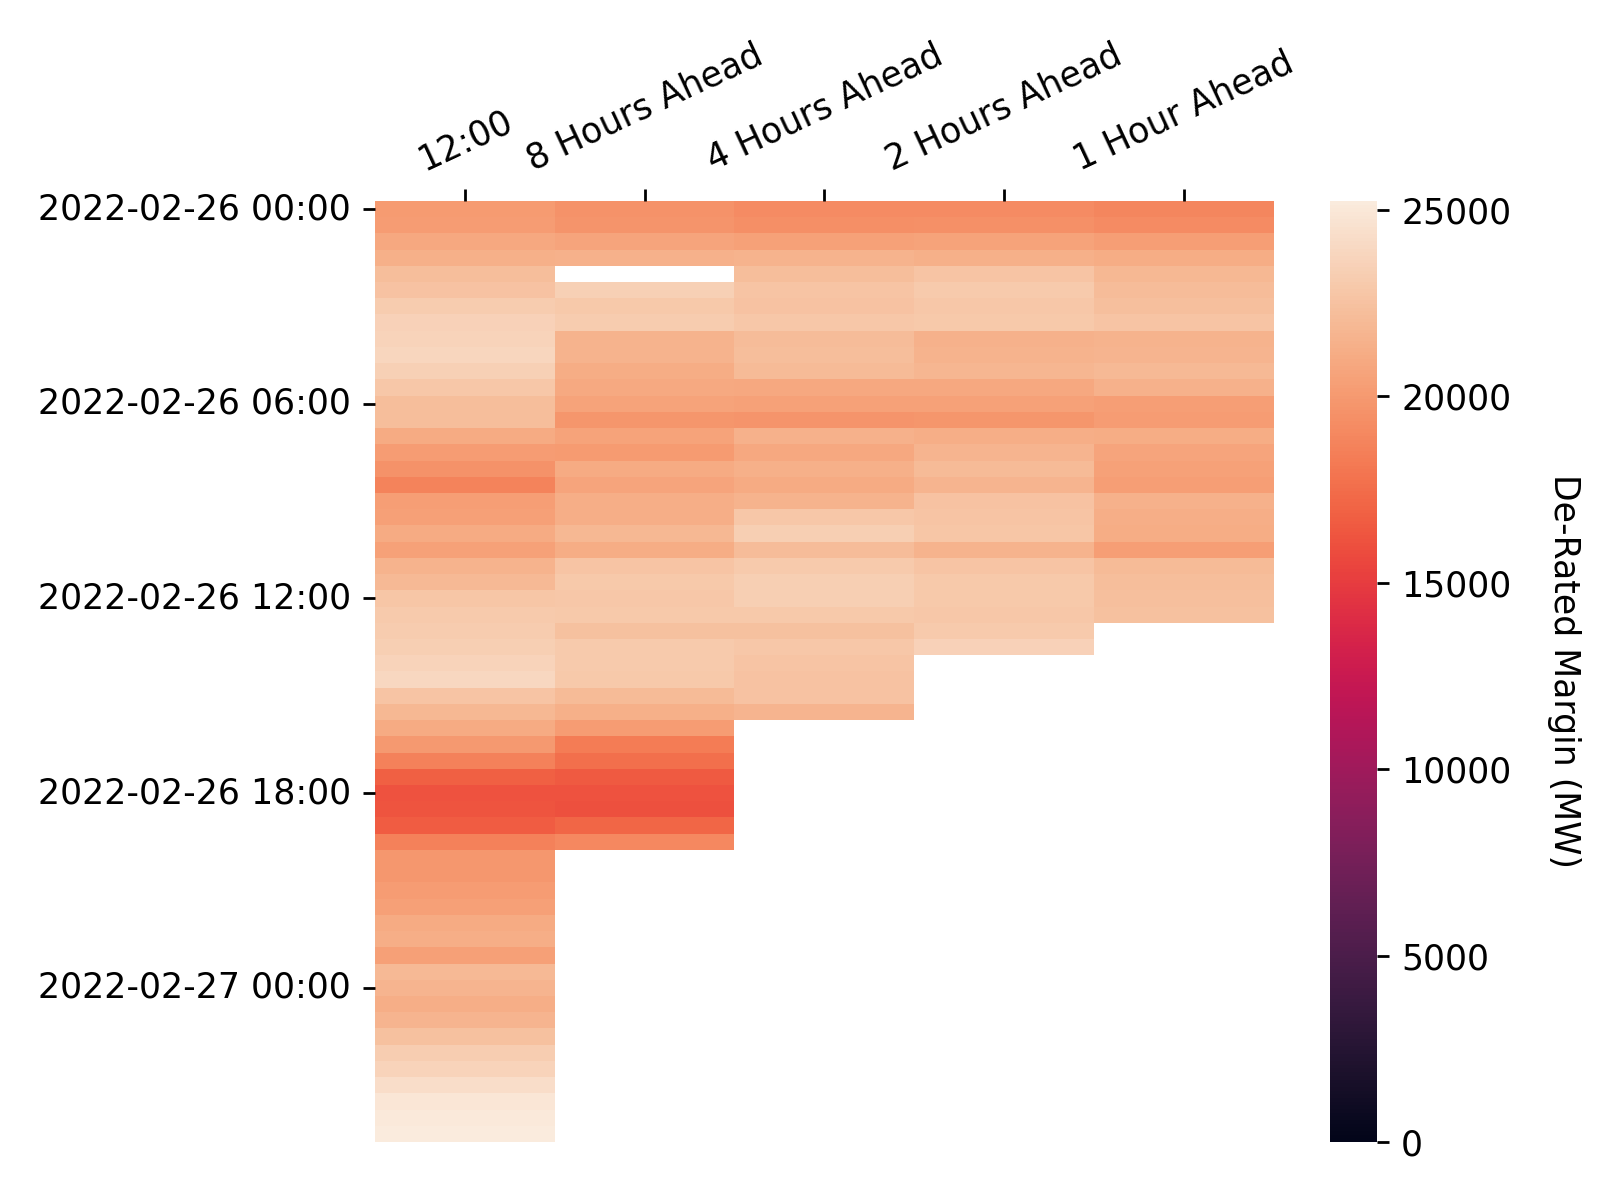 12:00
8 Hours Ahead
4 Hours Ahead
2 Hours Ahead
1 Hour Ahead
2022-02-26 00:00
2022-02-26 06:00
2022-02-26 12:00
2022-02-26 18:00
2022-02-27 00:00
25000
20000
15000
10000
5000
0
De-Rated Margin (MW)